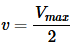 v = V_max / 2